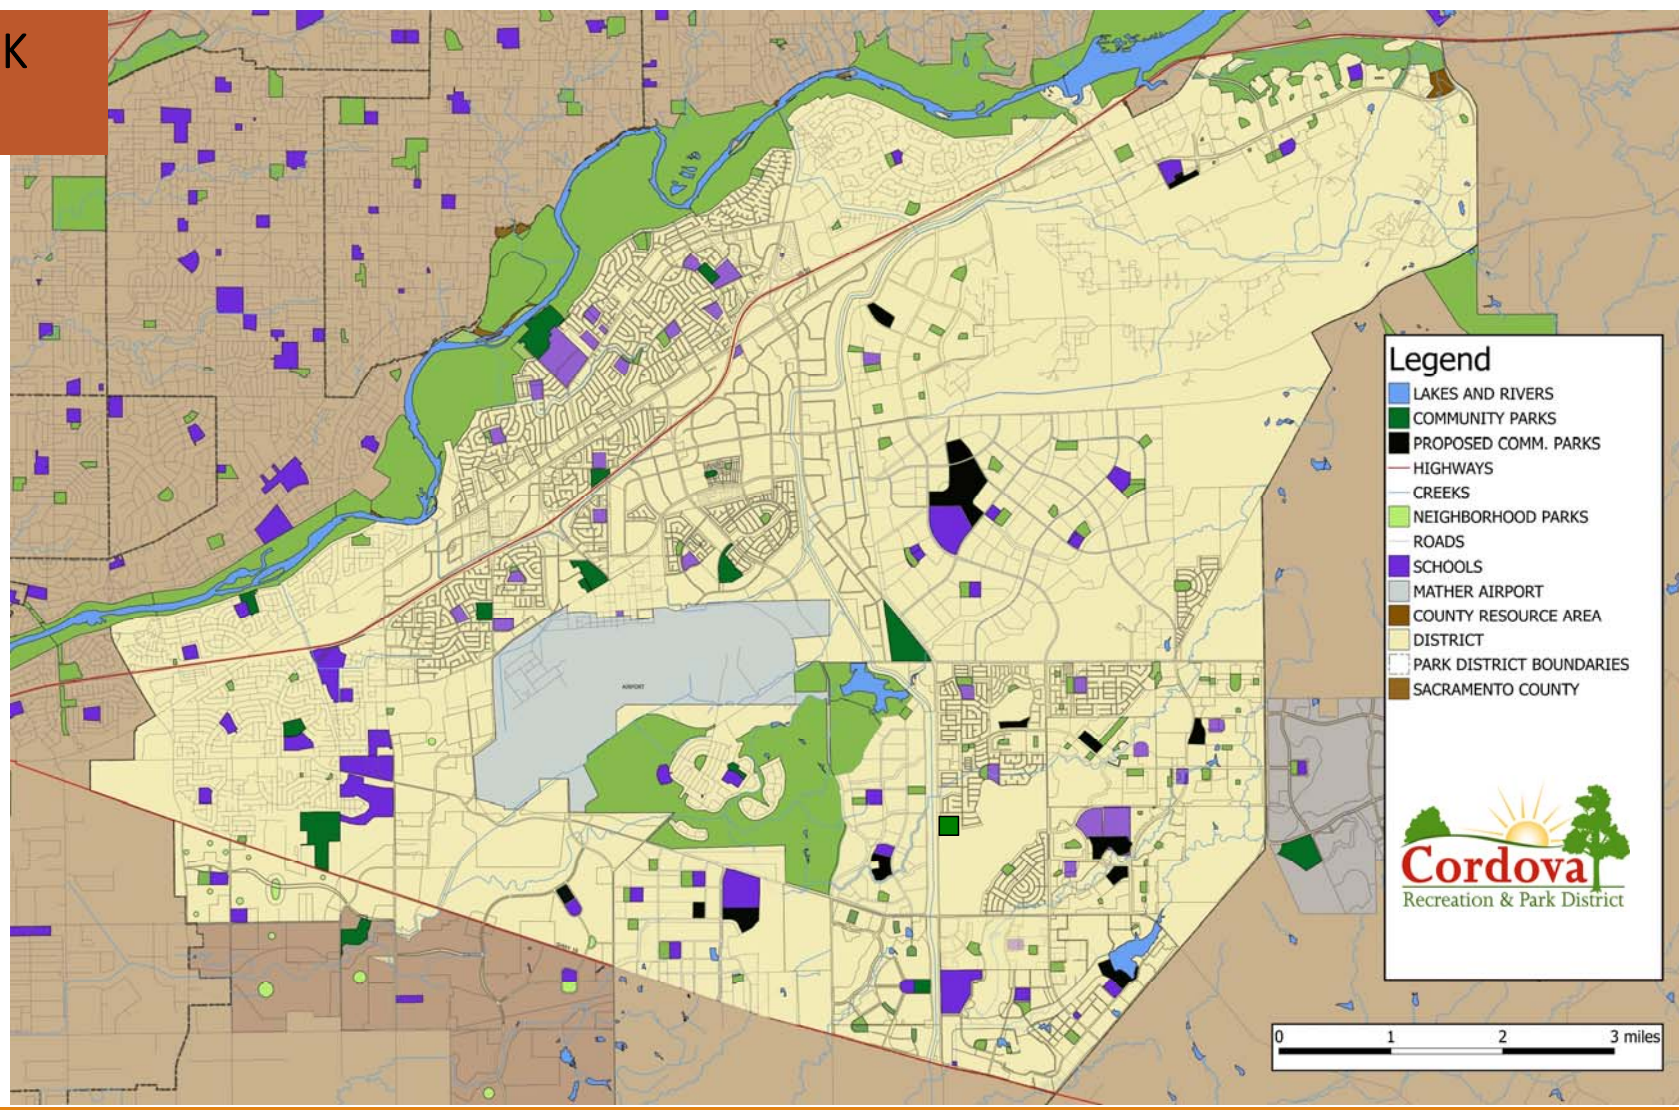 K
Legend
LAKES AND RIVERS
COMMUNITY PARKS
PROPOSED COMM. PARKS
HIGHWAYS
CREEKS
NEIGHBORHOOD PARKS
ROADS
SCHOOLS
MATHER AIRPORT
COUNTY RESOURCE AREA
DISTRICT
PARK DISTRICT BOUNDARIES
SACRAMENTO COUNTY
AIRPORT
Cordova
Recreation & Park District
0 1 2 3 miles